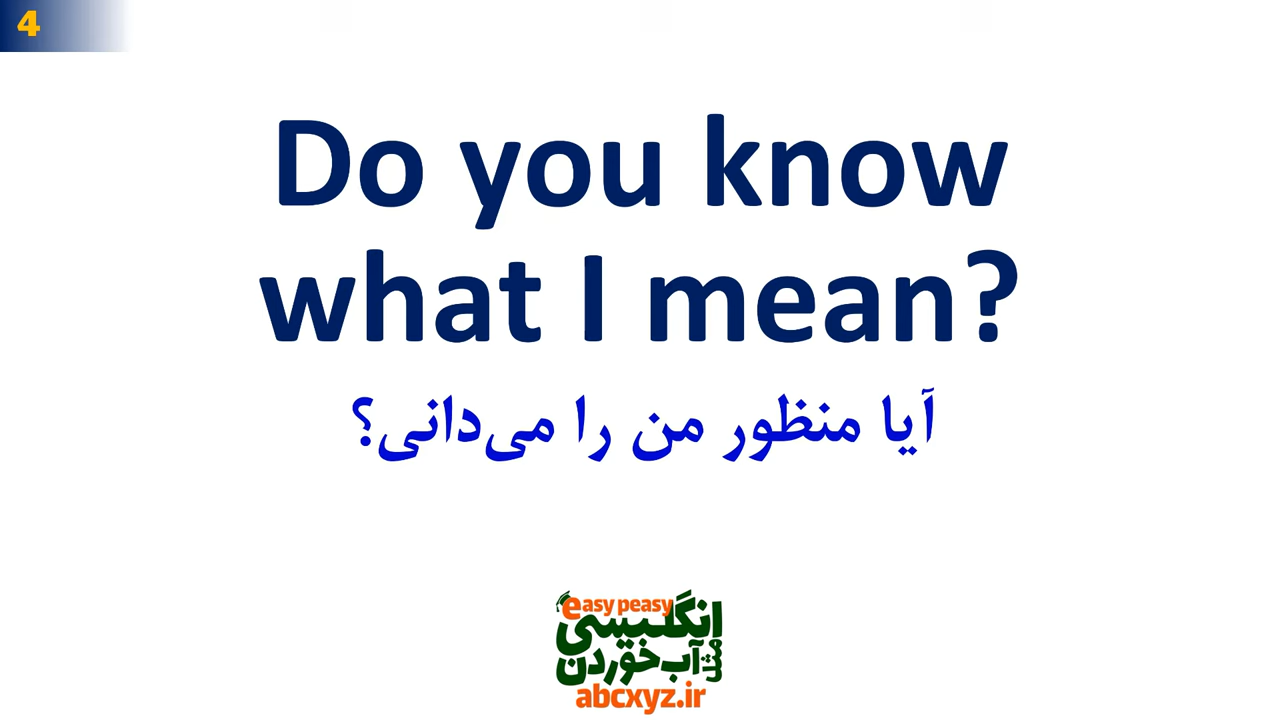 4
Do you know
what I mean?
آیا منظور من را می‌دانی؟
easy peasy
انگلیسی
مثل آب خوردن
abcxyz.ir